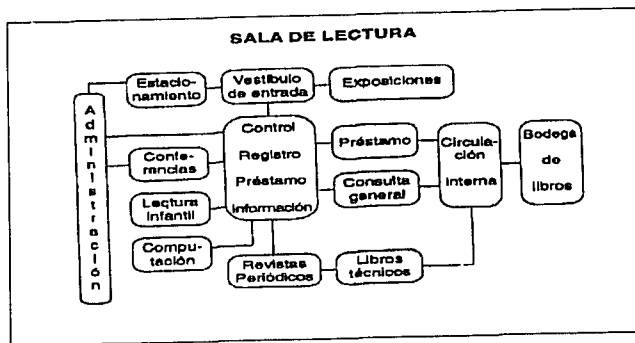 SALA DE LECTURA
Estacio-
namiento
Vestíbulo
de entrada
Exposiciones
Administración
Control
Registro
Préstamo
Información
Confe-
rencias
Lectura
Infantil
Compu-
tación
Préstamo
Consulta
general
Circula-
ción
interna
Bodega
de
libros
Revistas
Periódicos
Libros
técnicos